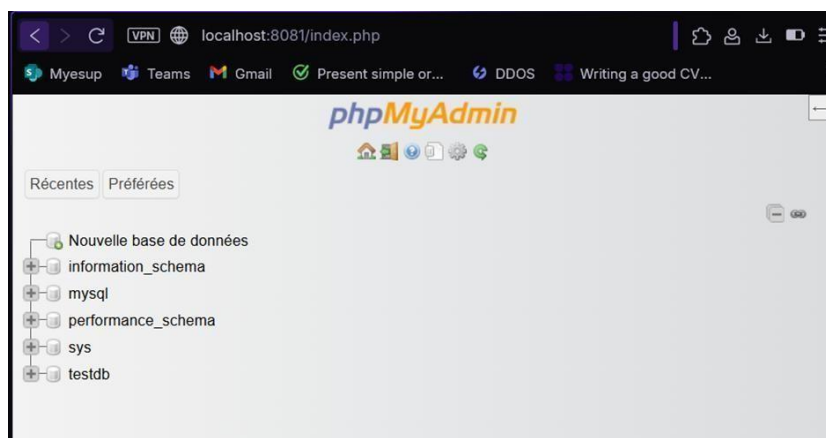 VPN localhost:8081/index.php
Myesup Teams Gmail Present simple or... DDOS Writing a good CV...
phpMyAdmin
Récentes Préférées
Nouvelle base de données
information_schema
mysql
performance_schema
sys
testdb